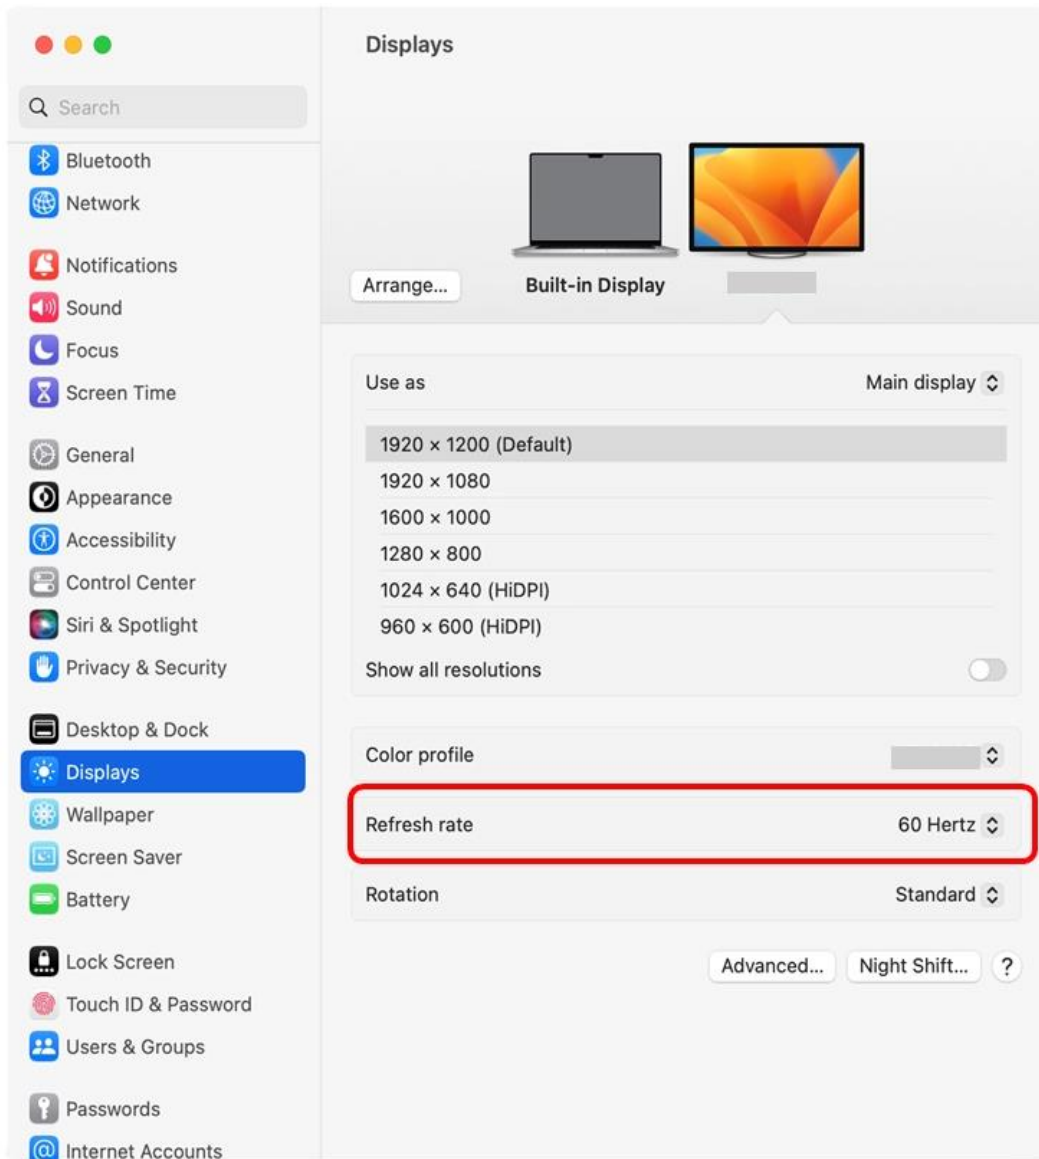 Search
Bluetooth
Network
Notifications
Sound
Focus
Screen Time
General
Appearance
Accessibility
Control Center
Siri & Spotlight
Privacy & Security
Desktop & Dock
Displays
Wallpaper
Screen Saver
Battery
Lock Screen
Touch ID & Password
Users & Groups
Passwords
Internet Accounts
Displays
Arrange...
Built-in Display
Use as Main display
1920 × 1200 (Default)
1920 × 1080
1600 × 1000
1280 × 800
1024 × 640 (HiDPI)
960 × 600 (HiDPI)
Show all resolutions
Color profile
Refresh rate 60 Hertz
Rotation Standard
Advanced... Night Shift... ?